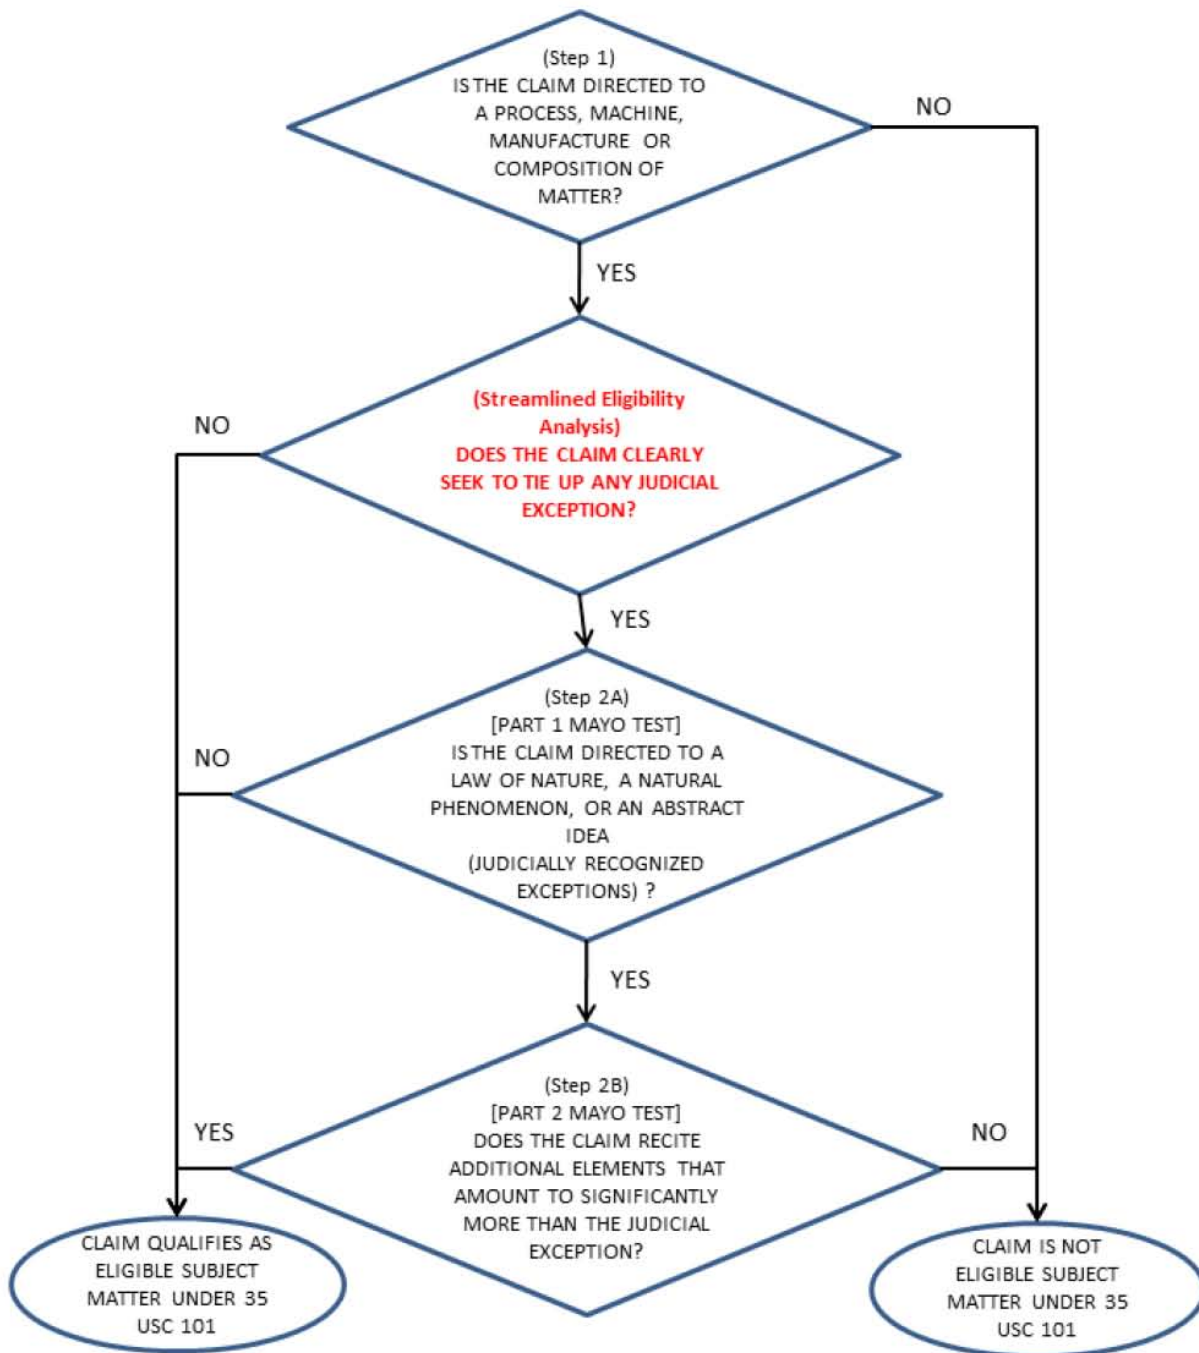 (Step 1)
IS THE CLAIM DIRECTED TO
A PROCESS, MACHINE,
MANUFACTURE OR
COMPOSITION OF
MATTER?
NO
YES
(Streamlined Eligibility
Analysis)
DOES THE CLAIM CLEARLY
SEEK TO TIE UP ANY JUDICIAL
EXCEPTION?
NO
YES
(Step 2A)
[PART 1 MAYO TEST]
IS THE CLAIM DIRECTED TO A
LAW OF NATURE, A NATURAL
PHENOMENON, OR AN ABSTRACT
IDEA
(JUDICIALLY RECOGNIZED
EXCEPTIONS) ?
NO
YES
(Step 2B)
[PART 2 MAYO TEST]
DOES THE CLAIM RECITE
ADDITIONAL ELEMENTS THAT
AMOUNT TO SIGNIFICANTLY
MORE THAN THE JUDICIAL
EXCEPTION?
YES
NO
CLAIM QUALIFIES AS
ELIGIBLE SUBJECT
MATTER UNDER 35
USC 101
CLAIM IS NOT
ELIGIBLE SUBJECT
MATTER UNDER 35
USC 101